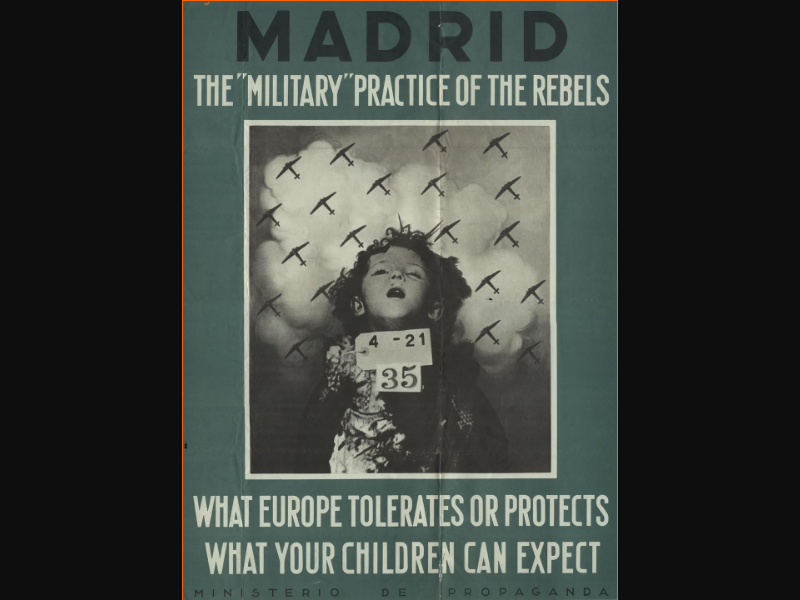 MADRID
THE "MILITARY" PRACTICE OF THE REBELS
4 - 21
35
WHAT EUROPE TOLERATES OR PROTECTS
WHAT YOUR CHILDREN CAN EXPECT
MINISTERIO DE PROPAGANDA